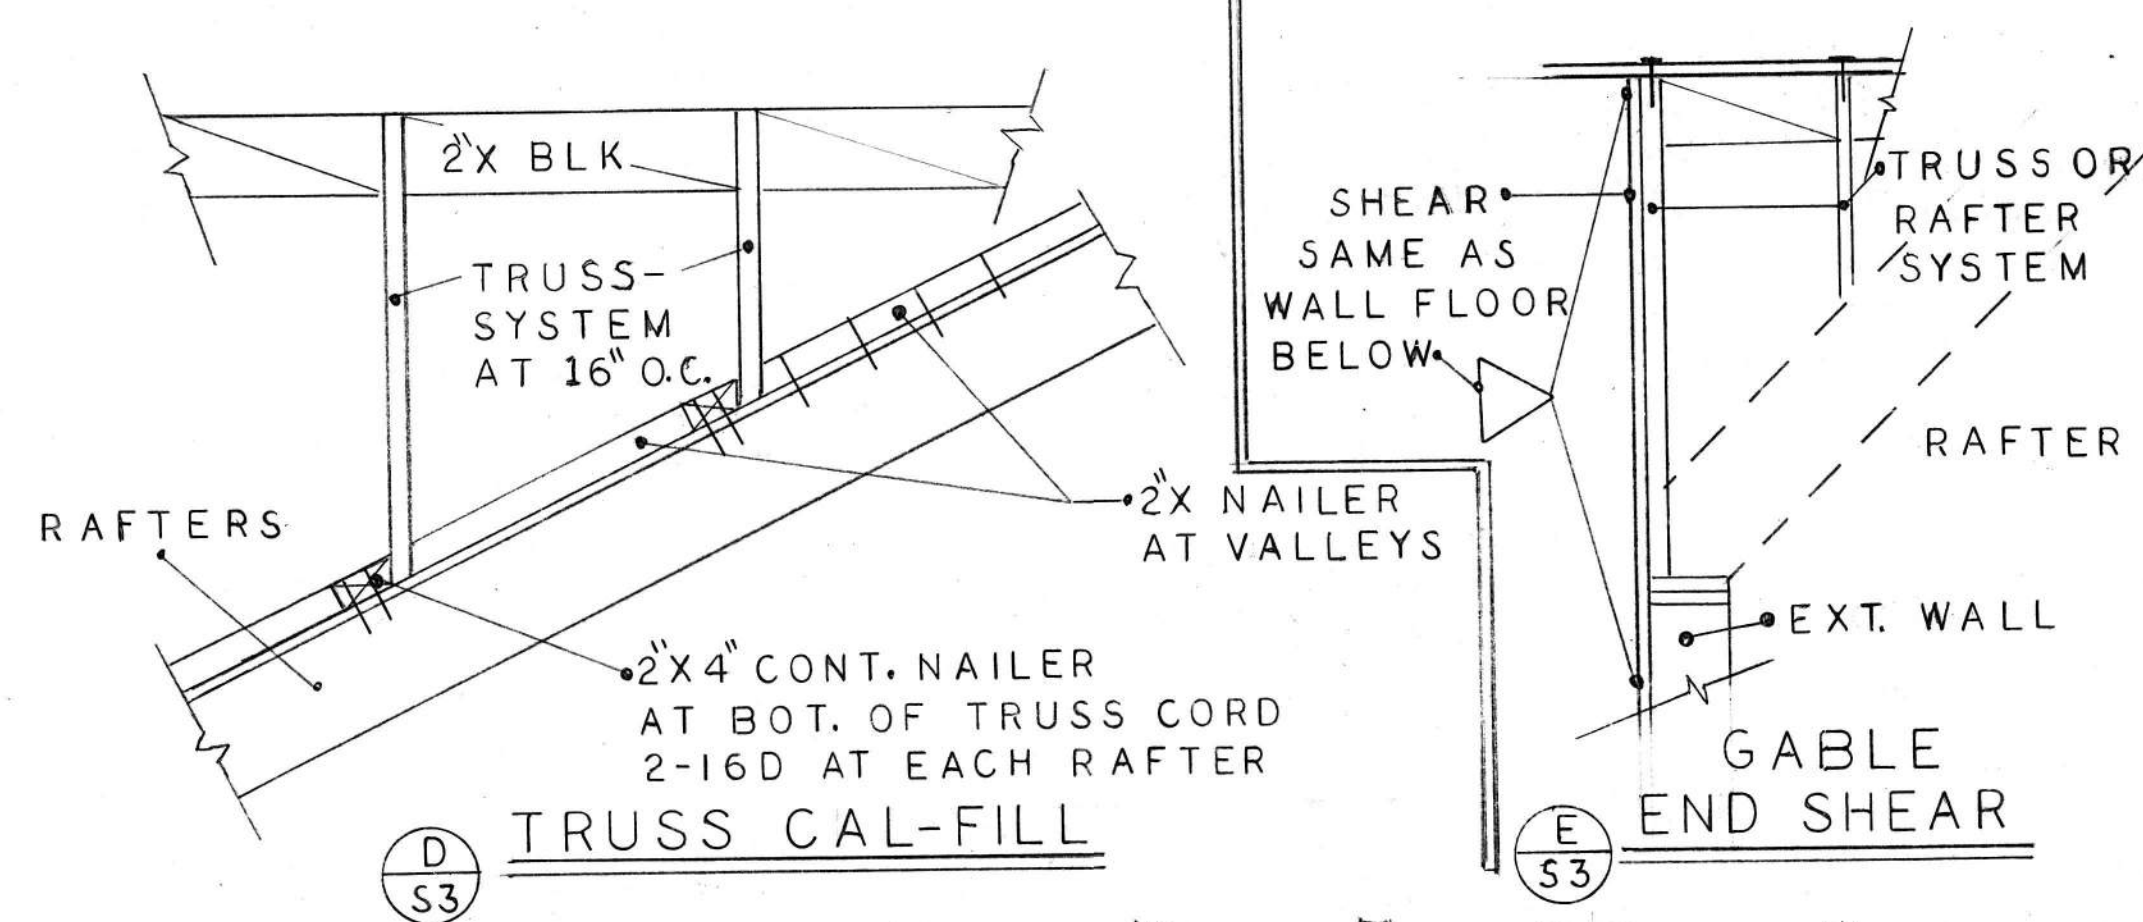 2"X BLK
TRUSS-
SYSTEM
AT 16" O.C.
RAFTERS
2"X NAILER
AT VALLEYS
2"X4" CONT. NAILER
AT BOT. OF TRUSS CORD
2-16D AT EACH RAFTER
D
S3
TRUSS CAL-FILL
SHEAR
SAME AS
WALL FLOOR
BELOW
TRUSS OR
RAFTER
SYSTEM
RAFTER
EXT. WALL
E
S3
GABLE
END SHEAR